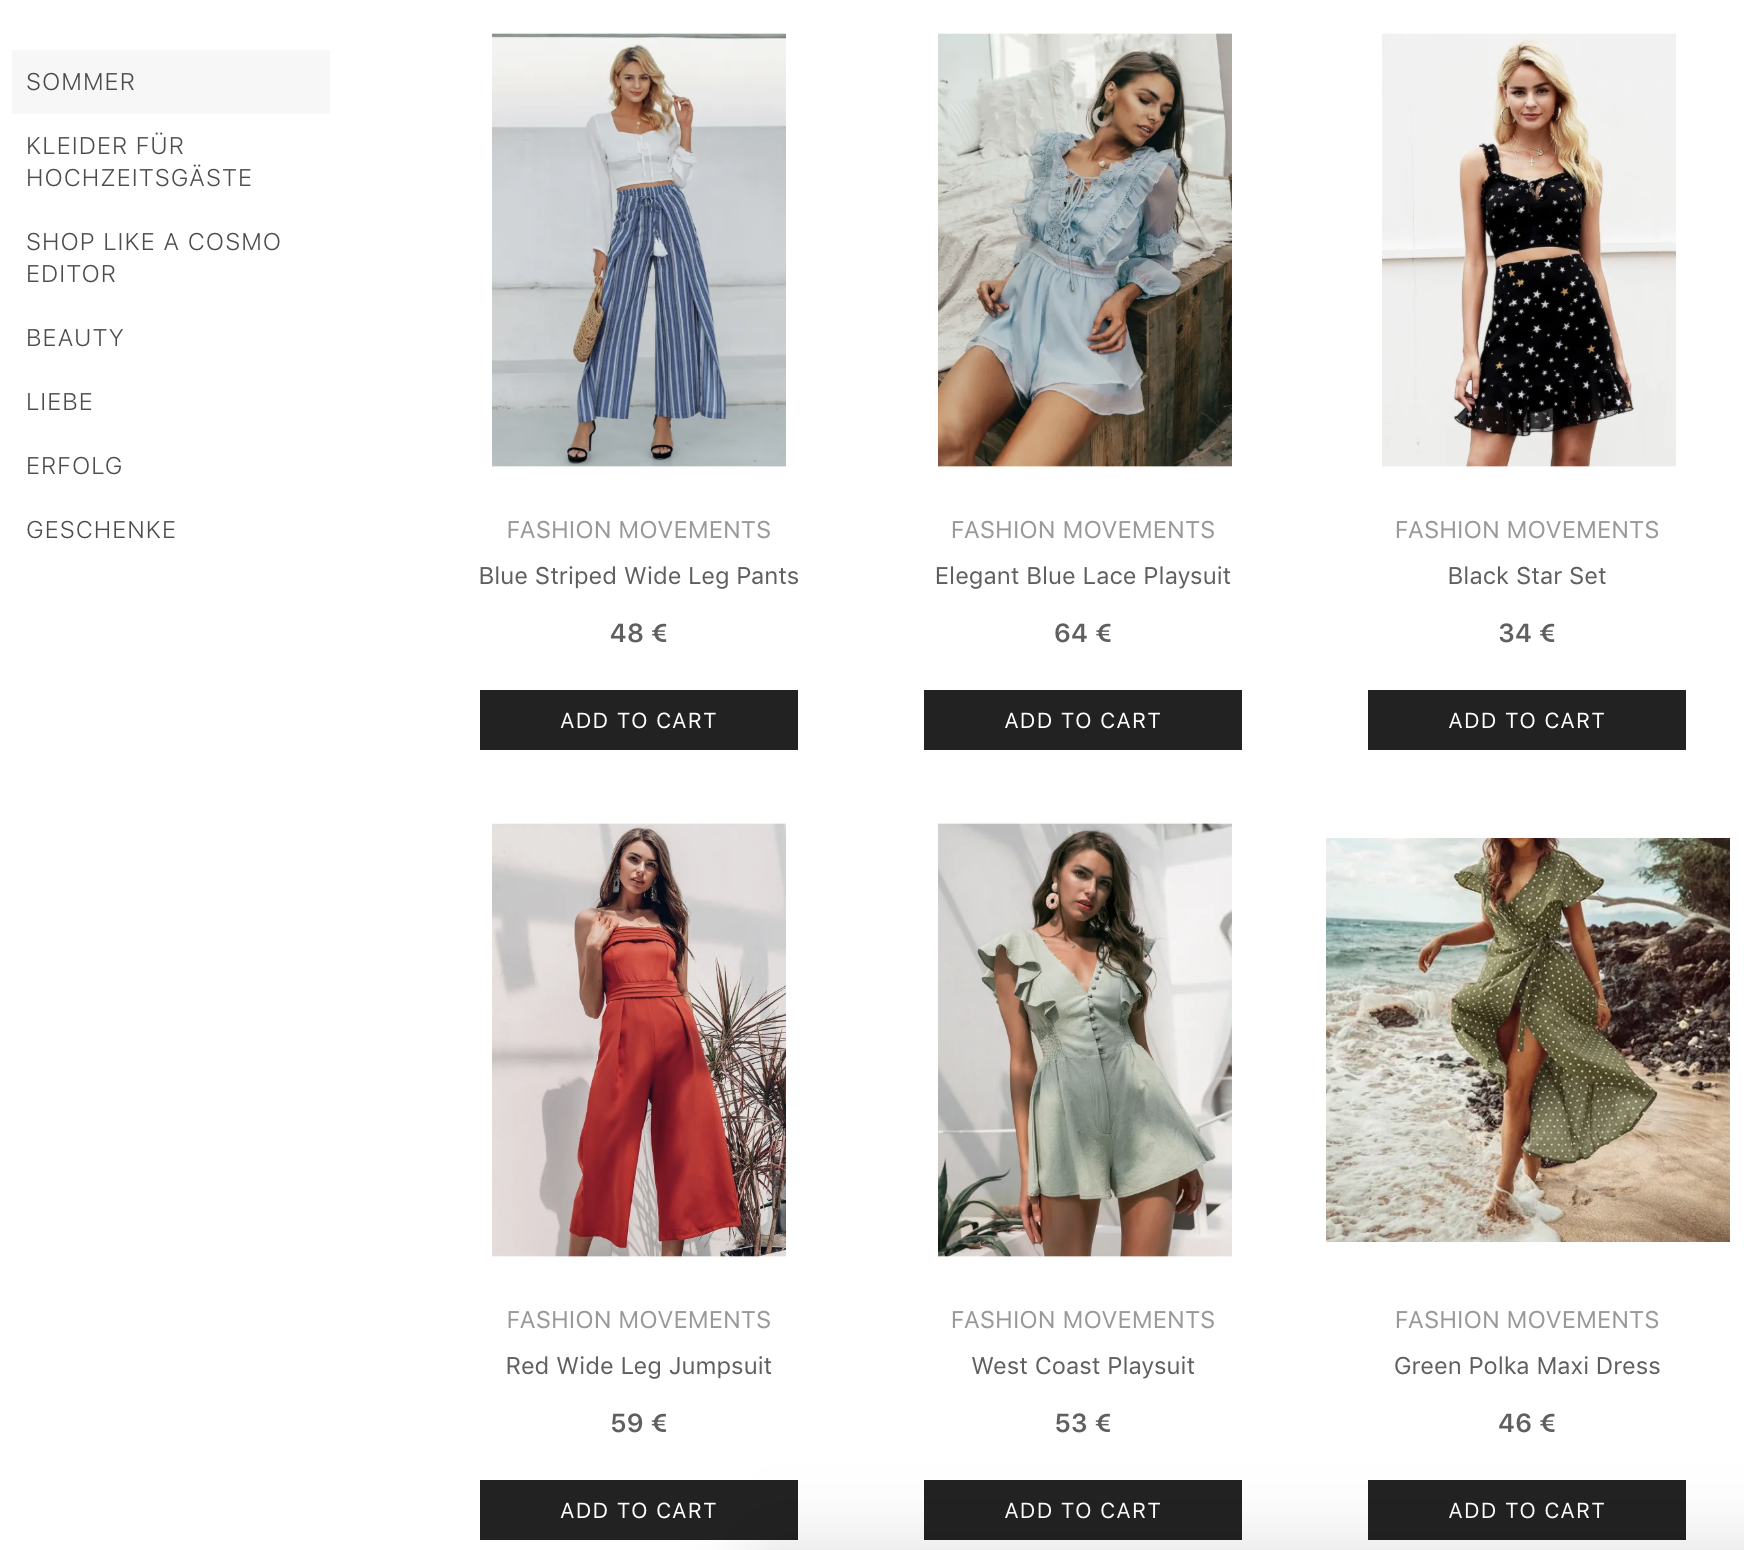 SOMMER
KLEIDER FÜR
HOCHZEITSGÄSTE
SHOP LIKE A COSMO
EDITOR
BEAUTY
LIEBE
ERFOLG
GESCHENKE
FASHION MOVEMENTS
Blue Striped Wide Leg Pants
48 €
ADD TO CART
FASHION MOVEMENTS
Elegant Blue Lace Playsuit
64 €
ADD TO CART
FASHION MOVEMENTS
Black Star Set
34 €
ADD TO CART
FASHION MOVEMENTS
Red Wide Leg Jumpsuit
59 €
ADD TO CART
FASHION MOVEMENTS
West Coast Playsuit
53 €
ADD TO CART
FASHION MOVEMENTS
Green Polka Maxi Dress
46 €
ADD TO CART